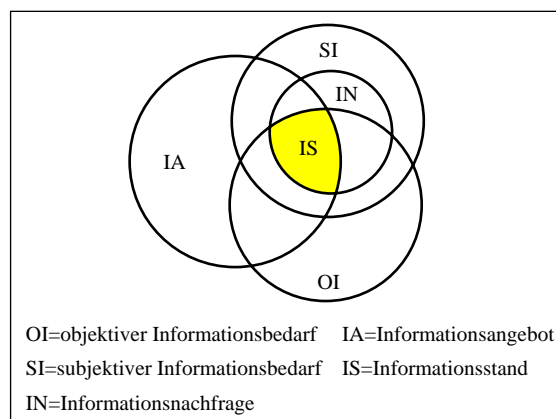 SI
IN
IS
IA
OI
OI=objektiver Informationsbedarf IA=Informationsangebot
SI=subjektiver Informationsbedarf IS=Informationsstand
IN=Informationsnachfrage